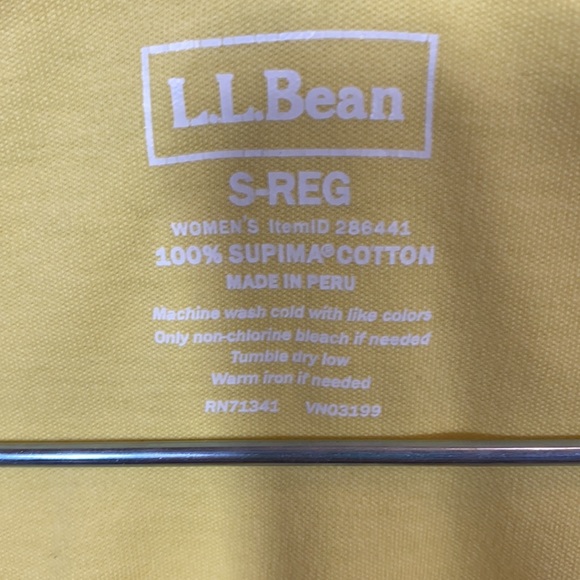 L.L.Bean
S-REG
WOMEN'S ItemID 286441
100% SUPIMA® COTTON
MADE IN PERU
Machine wash cold with like colors
Only non-chlorine bleach if needed
Tumble dry low
Warm iron if needed
RN71341 VN03199